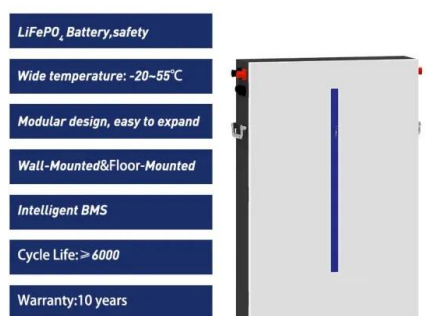 LiFePO₄ Battery,safety
Wide temperature: -20~55℃
Modular design, easy to expand
Wall-Mounted&Floor-Mounted
Intelligent BMS
Cycle Life:≥6000
Warranty:10 years